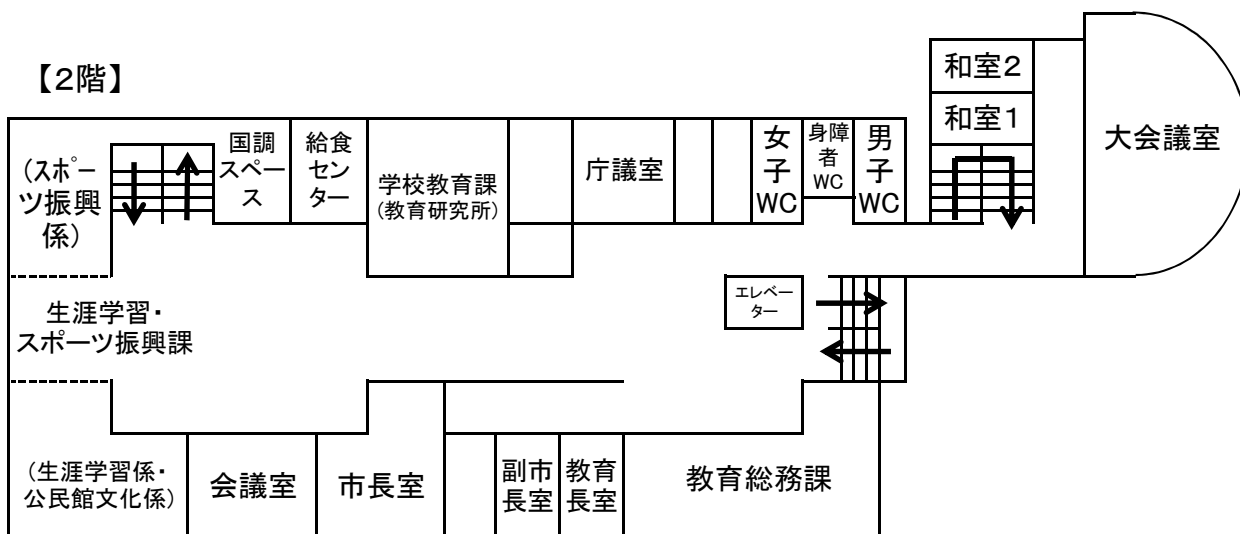 【２階】
(スポー
ツ振興
係)
国調
スペー
ス
給食
セン
ター
学校教育課
(教育研究所)
庁議室
女
子
WC
身障
者
WC
男
子
WC
和室２
和室１
大会議室
生涯学習・
スポーツ振興課
エレベー
ター
(生涯学習係・
公民館文化係)
会議室
市長室
副市
長室
教育
長室
教育総務課